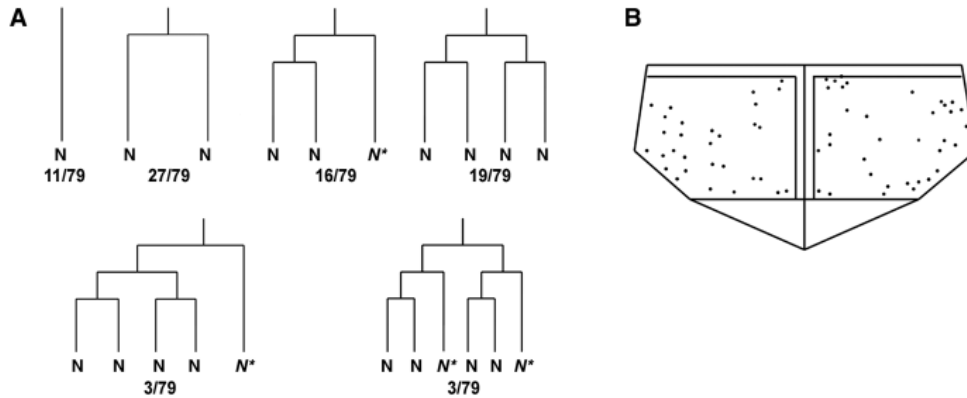 A
B
N
N N
N N N*
N N N N
11/79
27/79
16/79
19/79
N N N N N*
N N N* N N N*
3/79
3/79